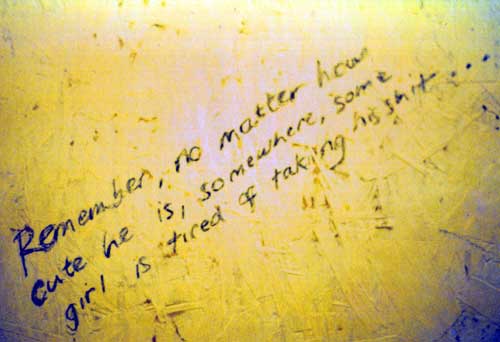 Remember, no matter how
cute he is, somewhere, some
girl is tired of taking his shit . . .